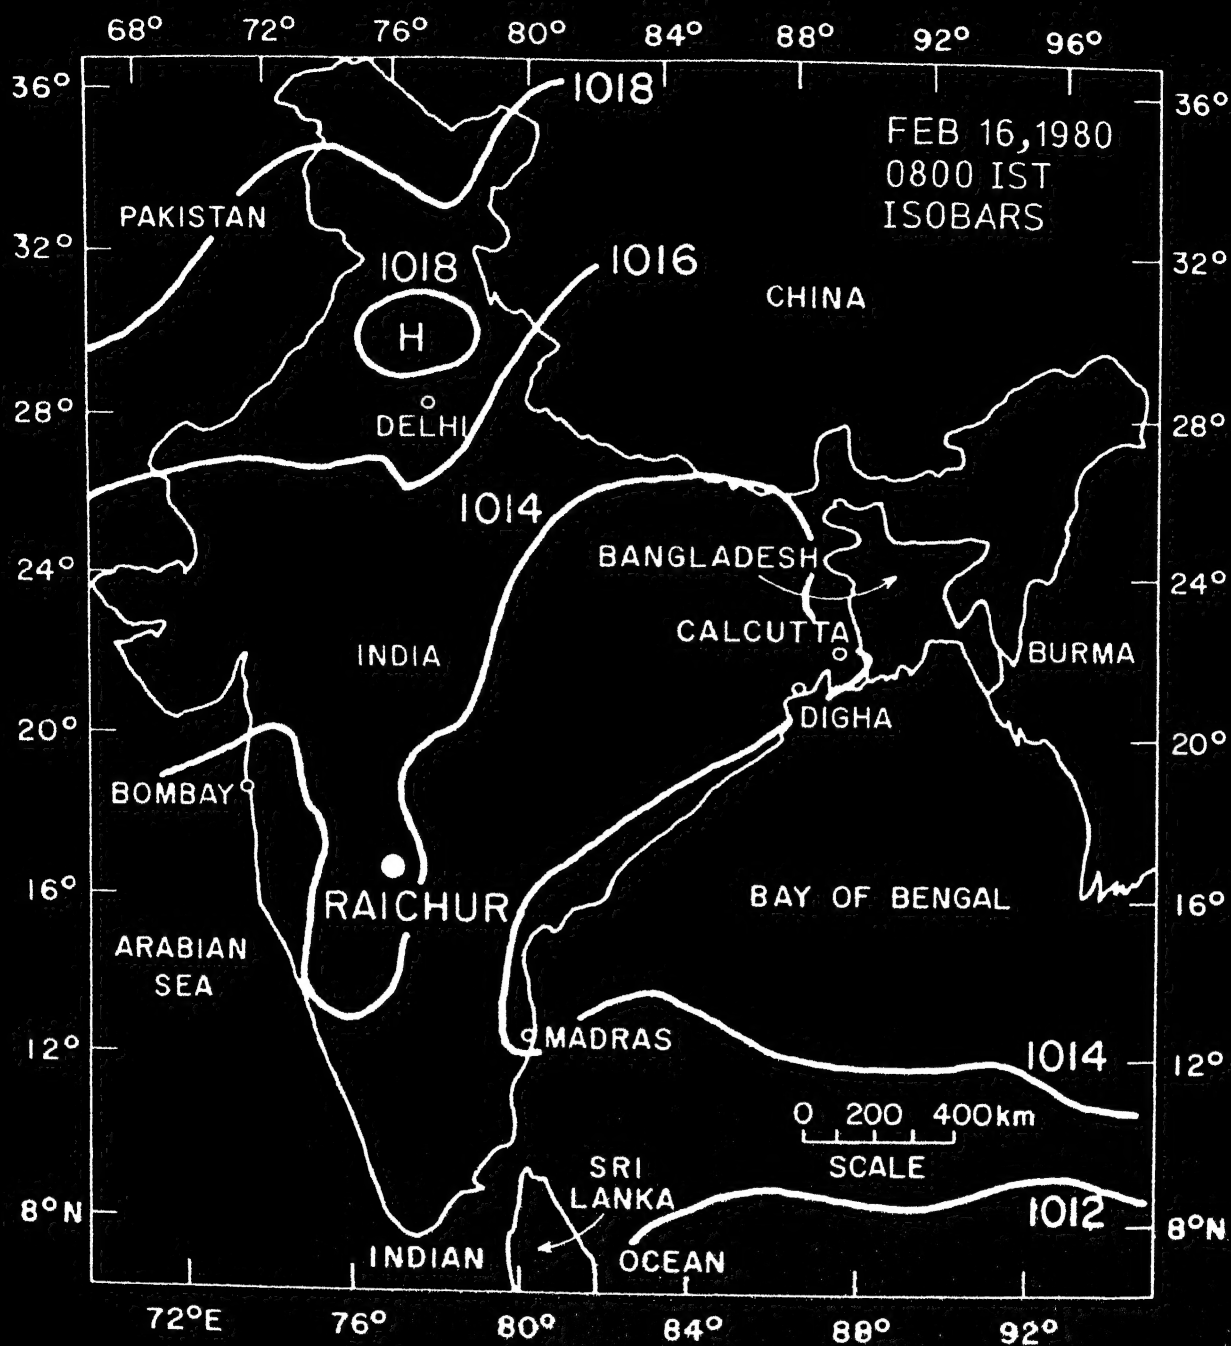 68° 72° 76° 80° 84° 88° 92° 96°
36°
1018
36°
FEB 16,1980
0800 IST
ISOBARS
PAKISTAN
32°
1018
1016
32°
CHINA
H
28°
DELHI
28°
1014
BANGLADESH
24°
24°
CALCUTTA
INDIA
BURMA
20°
DIGHA
20°
BOMBAY
16°
RAICHUR
BAY OF BENGAL
16°
ARABIAN
SEA
12°
MADRAS
1014
12°
0 200 400km
SCALE
SRI
LANKA
8°N
1012
8°N
INDIAN
OCEAN
72°E 76° 80° 84° 88° 92°